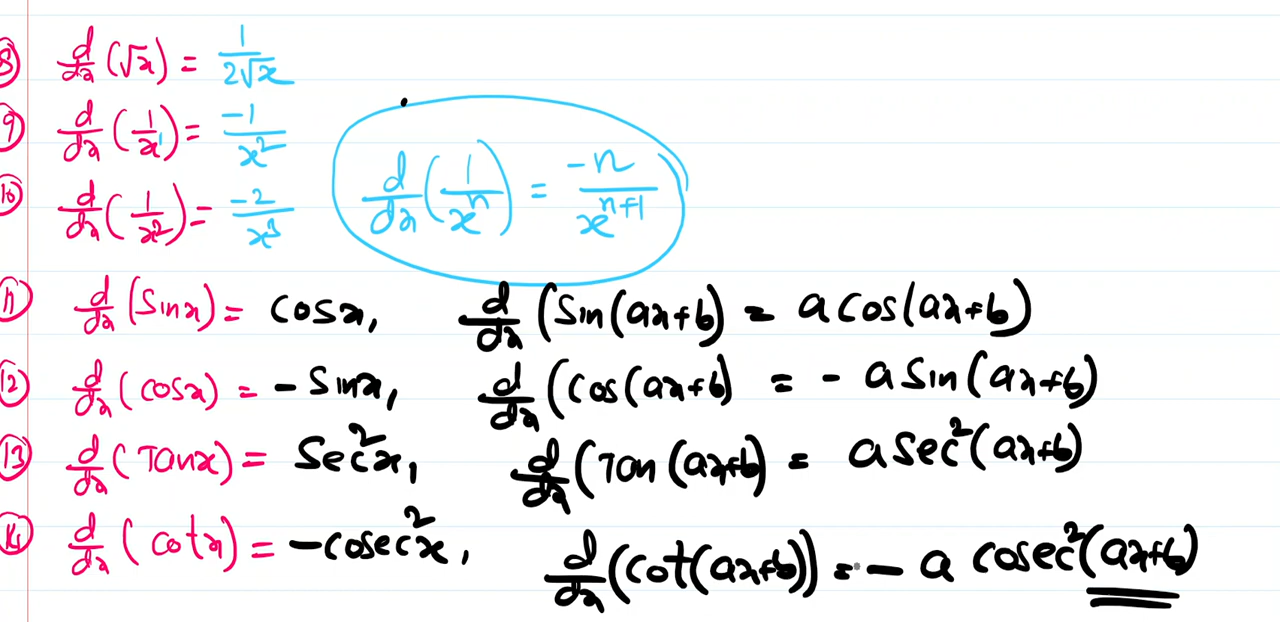 ⑧ d/dx (√x) = 1/(2√x)
⑨ d/dx (1/x¹) = -1/x²
⑩ d/dx (1/x²) = -2/x³
d/dx (1/xⁿ) = -n/xⁿ⁺¹
⑪ d/dx (Sinx) = cosx, d/dx (Sin(ax+b) = a cos(ax+b)
⑫ d/dx (cosx) = - Sinx, d/dx (cos(ax+b) = - a Sin(ax+b)
⑬ d/dx (Tanx) = Sec²x, d/dx (Tan(ax+b) = a Sec²(ax+b)
⑭ d/dx (cotx) = -cosec²x, d/dx (cot(ax+b)) = - a cosec²(ax+b)